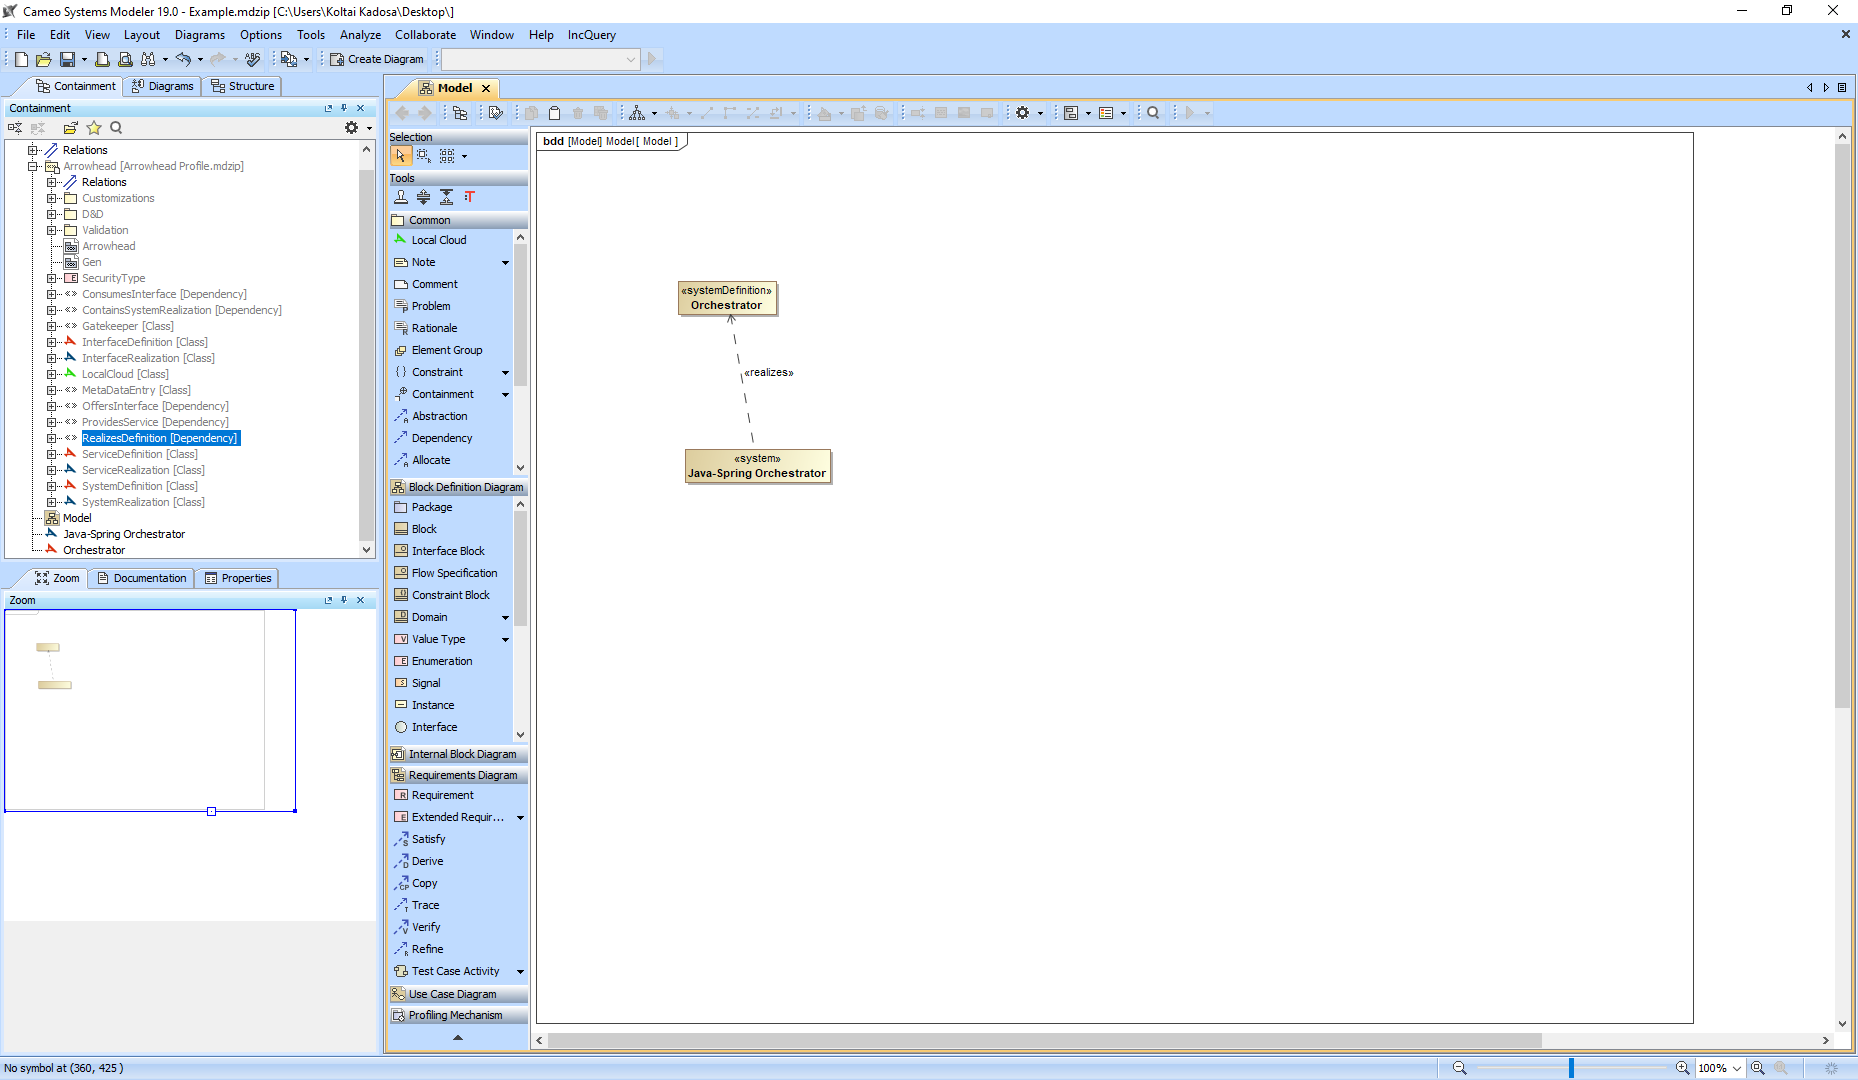 Cameo Systems Modeler 19.0 - Example.mdzip [C:\Users\Koltai Kadosa\Desktop\]
File Edit View Layout Diagrams Options Tools Analyze Collaborate Window Help IncQuery
Create Diagram
Containment Diagrams Structure
Containment
Relations
Arrowhead [Arrowhead Profile.mdzip]
Relations
Customizations
D&D
Validation
Arrowhead
Gen
SecurityType
ConsumesInterface [Dependency]
ContainsSystemRealization [Dependency]
Gatekeeper [Class]
InterfaceDefinition [Class]
InterfaceRealization [Class]
LocalCloud [Class]
MetaDataEntry [Class]
OffersInterface [Dependency]
ProvidesService [Dependency]
RealizesDefinition [Dependency]
ServiceDefinition [Class]
ServiceRealization [Class]
SystemDefinition [Class]
SystemRealization [Class]
Model
Java-Spring Orchestrator
Orchestrator
Zoom Documentation Properties
Zoom
Model
Selection
Tools
Common
Local Cloud
Note
Comment
Problem
Rationale
Element Group
Constraint
Containment
Abstraction
Dependency
Allocate
Block Definition Diagram
Package
Block
Interface Block
Flow Specification
Constraint Block
Domain
Value Type
Enumeration
Signal
Instance
Interface
Internal Block Diagram
Requirements Diagram
Requirement
Extended Requir...
Satisfy
Derive
Copy
Trace
Verify
Refine
Test Case Activity
Use Case Diagram
Profiling Mechanism
bdd [Model] Model[ Model ]
«systemDefinition»
Orchestrator
«realizes»
«system»
Java-Spring Orchestrator
No symbol at (360, 425 )
100%